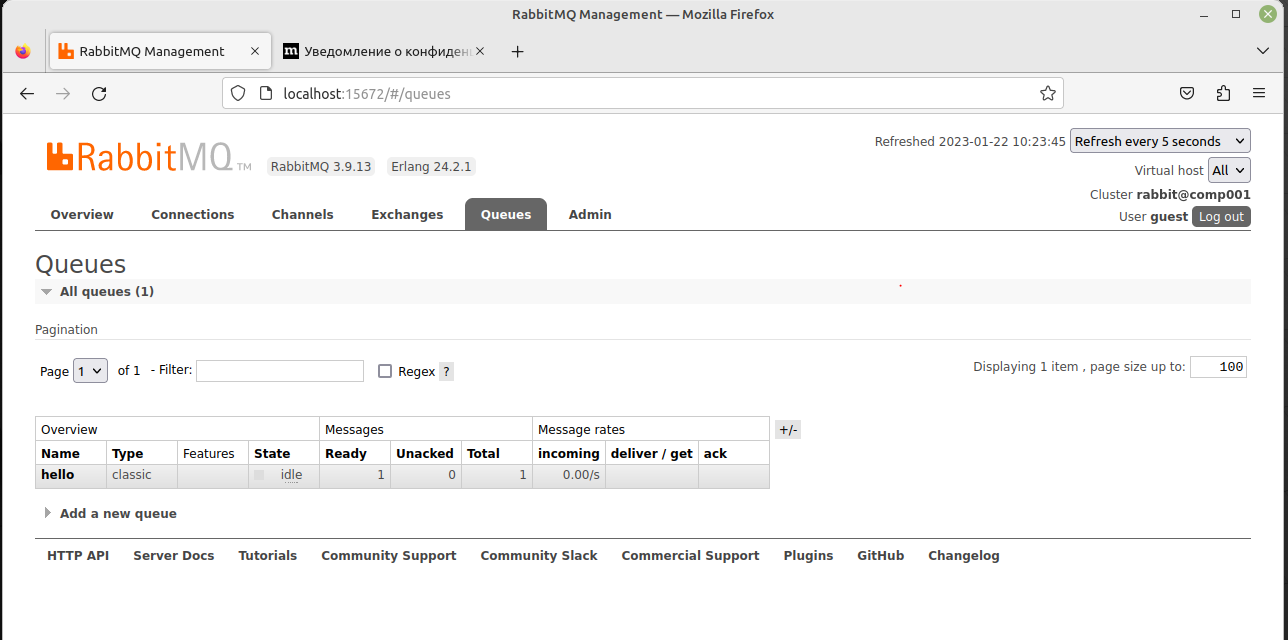 RabbitMQ Management — Mozilla Firefox
RabbitMQ Management
Уведомление о конфиден
localhost:15672/#/queues
RabbitMQ TM
RabbitMQ 3.9.13
Erlang 24.2.1
Refreshed 2023-01-22 10:23:45
Refresh every 5 seconds
Virtual host All
Cluster rabbit@comp001
User guest Log out
Overview
Connections
Channels
Exchanges
Queues
Admin
Queues
All queues (1)
Pagination
Page 1 of 1 - Filter:
Regex ?
Displaying 1 item , page size up to: 100
Overview Messages Message rates +/-
Name Type Features State Ready Unacked Total incoming deliver / get ack
hello classic idle 1 0 1 0.00/s
Add a new queue
HTTP API Server Docs Tutorials Community Support Community Slack Commercial Support Plugins GitHub Changelog